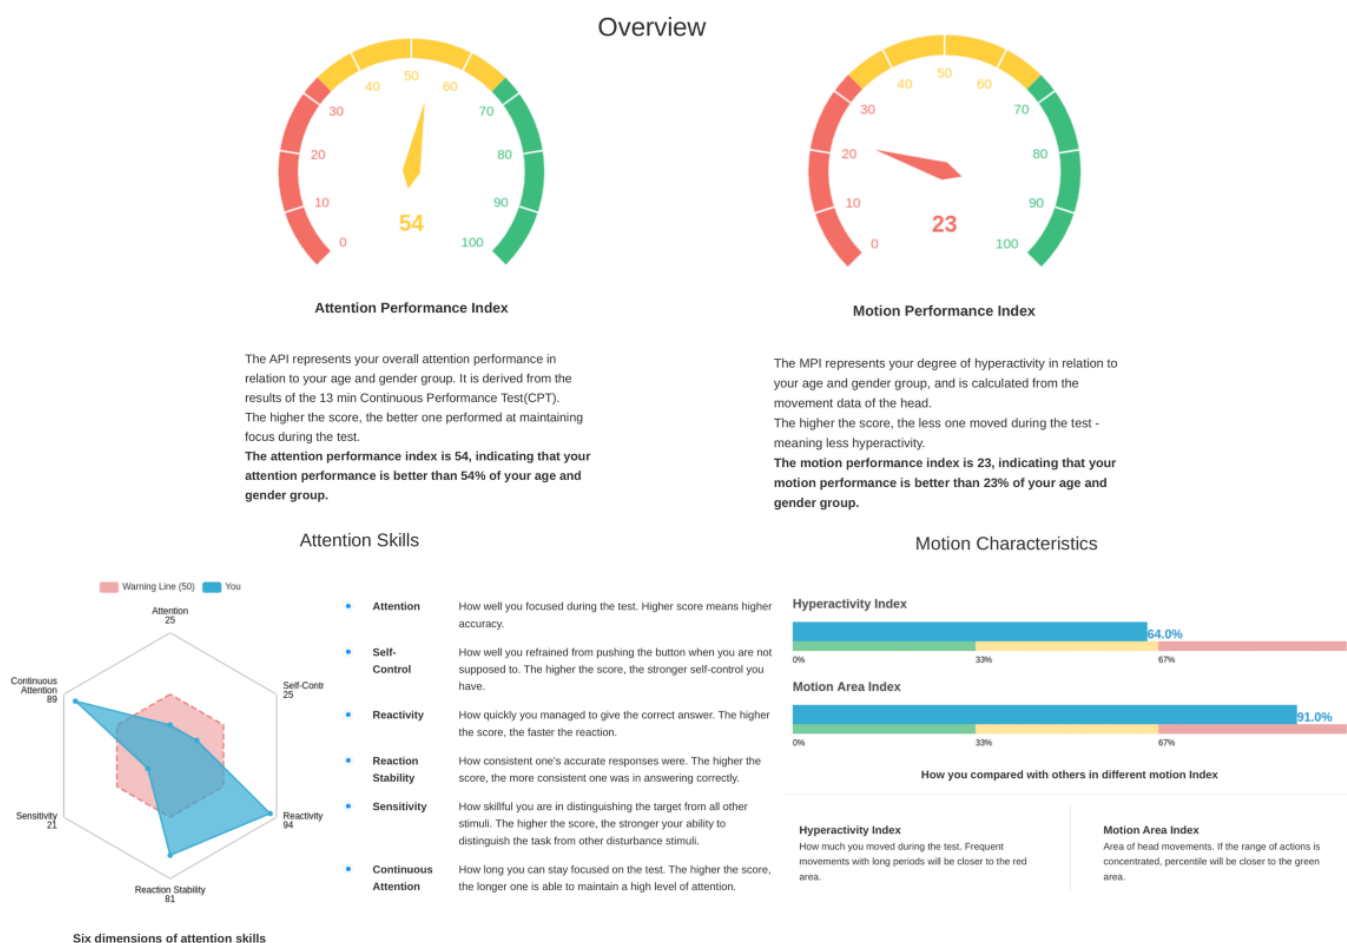 Overview
0
10
20
30
40
50
60
70
80
90
100
54
Attention Performance Index
The API represents your overall attention performance in
relation to your age and gender group. It is derived from the
results of the 13 min Continuous Performance Test(CPT).
The higher the score, the better one performed at maintaining
focus during the test.
The attention performance index is 54, indicating that your
attention performance is better than 54% of your age and
gender group.
0
10
20
30
40
50
60
70
80
90
100
23
Motion Performance Index
The MPI represents your degree of hyperactivity in relation to
your age and gender group, and is calculated from the
movement data of the head.
The higher the score, the less one moved during the test -
meaning less hyperactivity.
The motion performance index is 23, indicating that your
motion performance is better than 23% of your age and
gender group.
Attention Skills
Warning Line (50) You
Attention
25
Self-Contr
25
Reactivity
94
Reaction Stability
81
Sensitivity
21
Continuous
Attention
89
Six dimensions of attention skills
Attention
How well you focused during the test. Higher score means higher
accuracy.
Self-
Control
How well you refrained from pushing the button when you are not
supposed to. The higher the score, the stronger self-control you
have.
Reactivity
How quickly you managed to give the correct answer. The higher
the score, the faster the reaction.
Reaction
Stability
How consistent one's accurate responses were. The higher the
score, the more consistent one was in answering correctly.
Sensitivity
How skillful you are in distinguishing the target from all other
stimuli. The higher the score, the stronger your ability to
distinguish the task from other disturbance stimuli.
Continuous
Attention
How long you can stay focused on the test. The higher the score,
the longer one is able to maintain a high level of attention.
Motion Characteristics
Hyperactivity Index
64.0%
0% 33% 67%
Motion Area Index
91.0%
0% 33% 67%
How you compared with others in different motion Index
Hyperactivity Index
How much you moved during the test. Frequent
movements with long periods will be closer to the red
area.
Motion Area Index
Area of head movements. If the range of actions is
concentrated, percentile will be closer to the green
area.